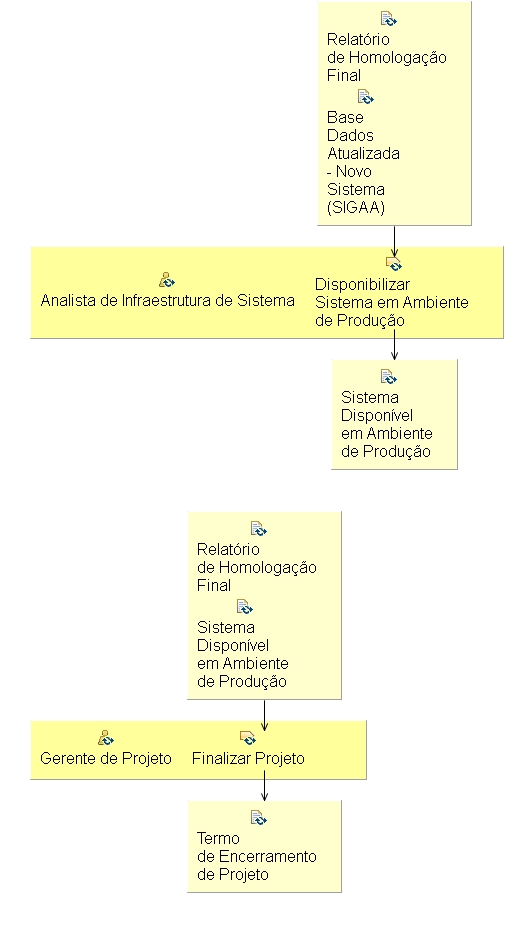 Relatório
de Homologação
Final
Base
Dados
Atualizada
- Novo
Sistema
(SIGAA)
Analista de Infraestrutura de Sistema
Disponibilizar
Sistema em Ambiente
de Produção
Sistema
Disponível
em Ambiente
de Produção
Relatório
de Homologação
Final
Sistema
Disponível
em Ambiente
de Produção
Gerente de Projeto
Finalizar Projeto
Termo
de Encerramento
de Projeto